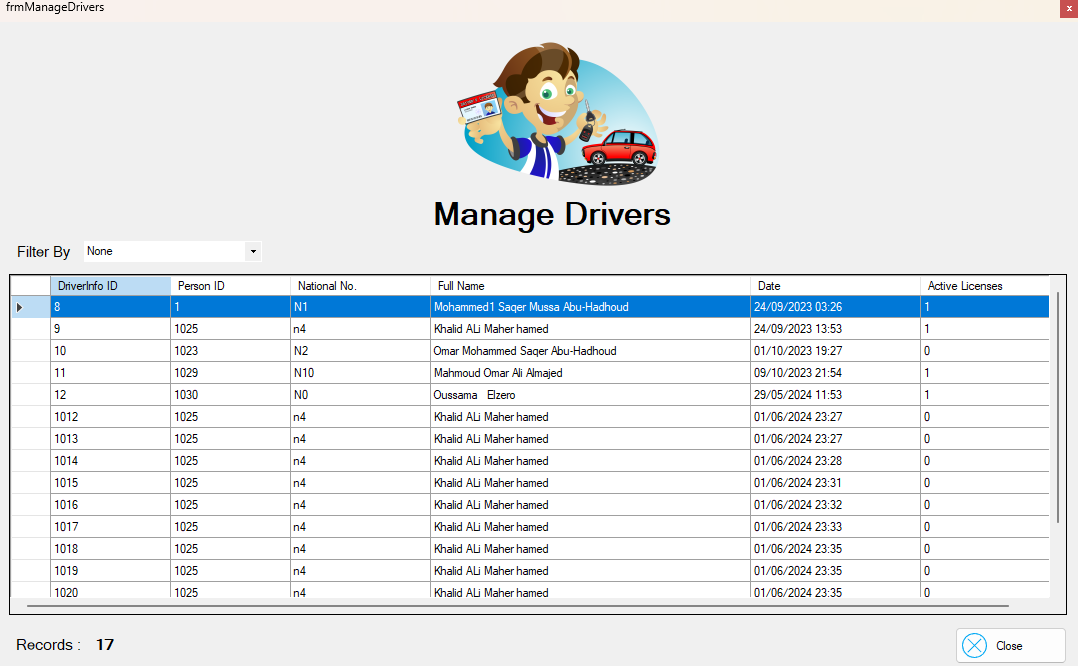 frmManageDrivers
x
Manage Drivers
Filter By None
DriverInfo ID Person ID National No. Full Name Date Active Licenses
8 1 N1 Mohammed1 Saqer Mussa Abu-Hadhoud 24/09/2023 03:26 1
9 1025 n4 Khalid ALi Maher hamed 24/09/2023 13:53 1
10 1023 N2 Omar Mohammed Saqer Abu-Hadhoud 01/10/2023 19:27 0
11 1029 N10 Mahmoud Omar Ali Almajed 09/10/2023 21:54 1
12 1030 N0 Oussama Elzero 29/05/2024 11:53 1
1012 1025 n4 Khalid ALi Maher hamed 01/06/2024 23:27 0
1013 1025 n4 Khalid ALi Maher hamed 01/06/2024 23:27 0
1014 1025 n4 Khalid ALi Maher hamed 01/06/2024 23:28 0
1015 1025 n4 Khalid ALi Maher hamed 01/06/2024 23:31 0
1016 1025 n4 Khalid ALi Maher hamed 01/06/2024 23:32 0
1017 1025 n4 Khalid ALi Maher hamed 01/06/2024 23:33 0
1018 1025 n4 Khalid ALi Maher hamed 01/06/2024 23:35 0
1019 1025 n4 Khalid ALi Maher hamed 01/06/2024 23:35 0
1020 1025 n4 Khalid ALi Maher hamed 01/06/2024 23:35 0
Records : 17
Close